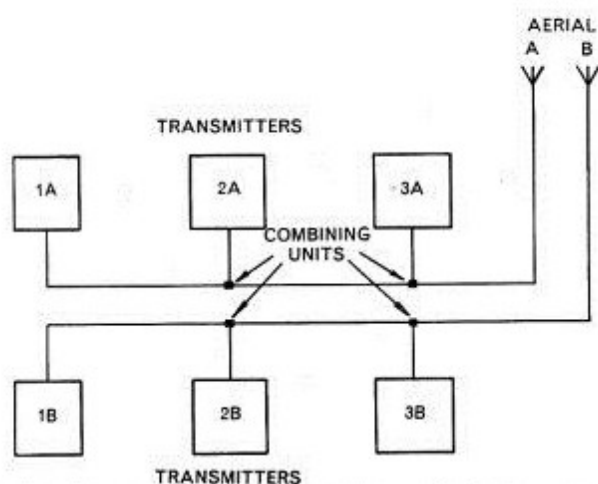 AERIAL
A B
TRANSMITTERS
1A 2A 3A
COMBINING
UNITS
1B 2B 3B
TRANSMITTERS